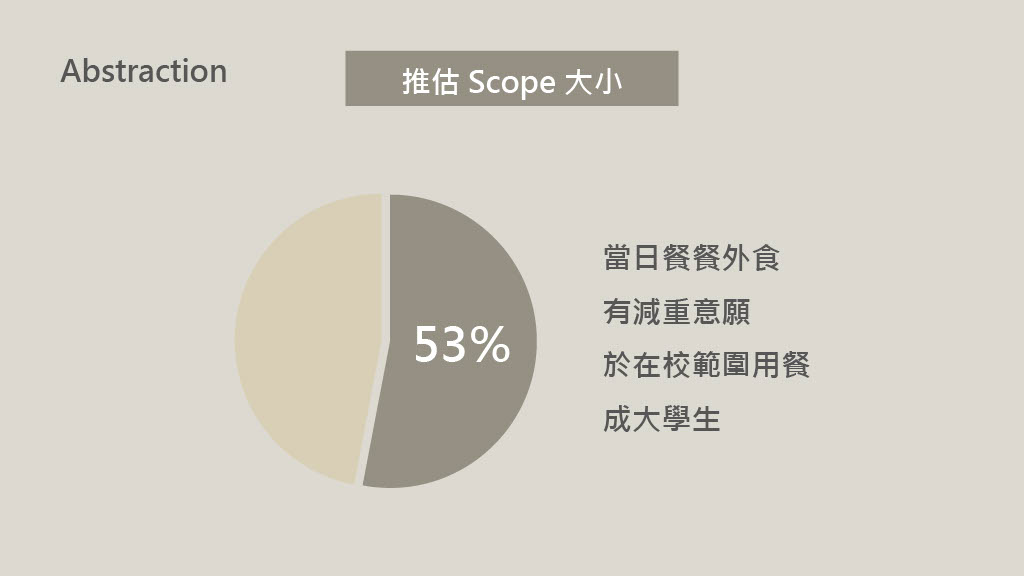 Abstraction
推估 Scope 大小
53%
當日餐餐外食
有減重意願
於在校範圍用餐
成大學生